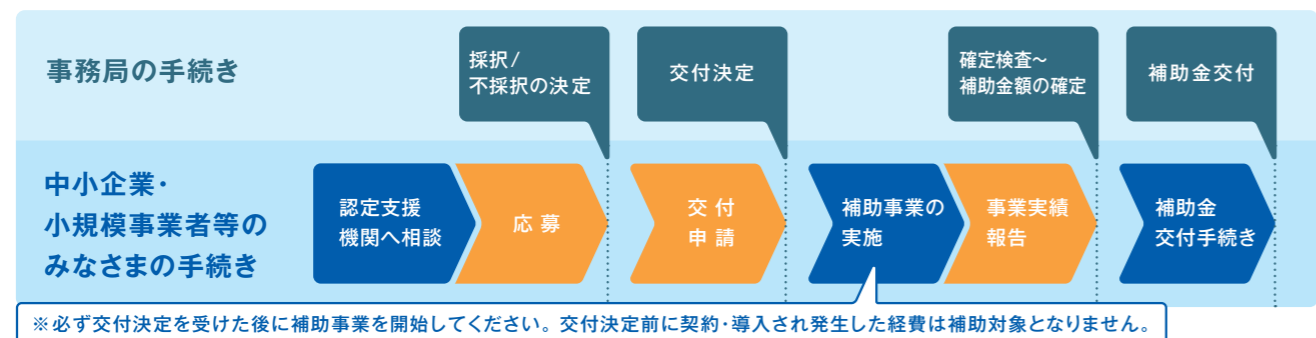 事務局の手続き
採択/
不採択の決定
交付決定
確定検査～
補助金額の確定
補助金交付
中小企業・
小規模事業者等の
みなさまの手続き
認定支援
機関へ相談
応募
交付
申請
補助事業の
実施
事業実績
報告
補助金
交付手続き
※必ず交付決定を受けた後に補助事業を開始してください。交付決定前に契約・導入され発生した経費は補助対象となりません。